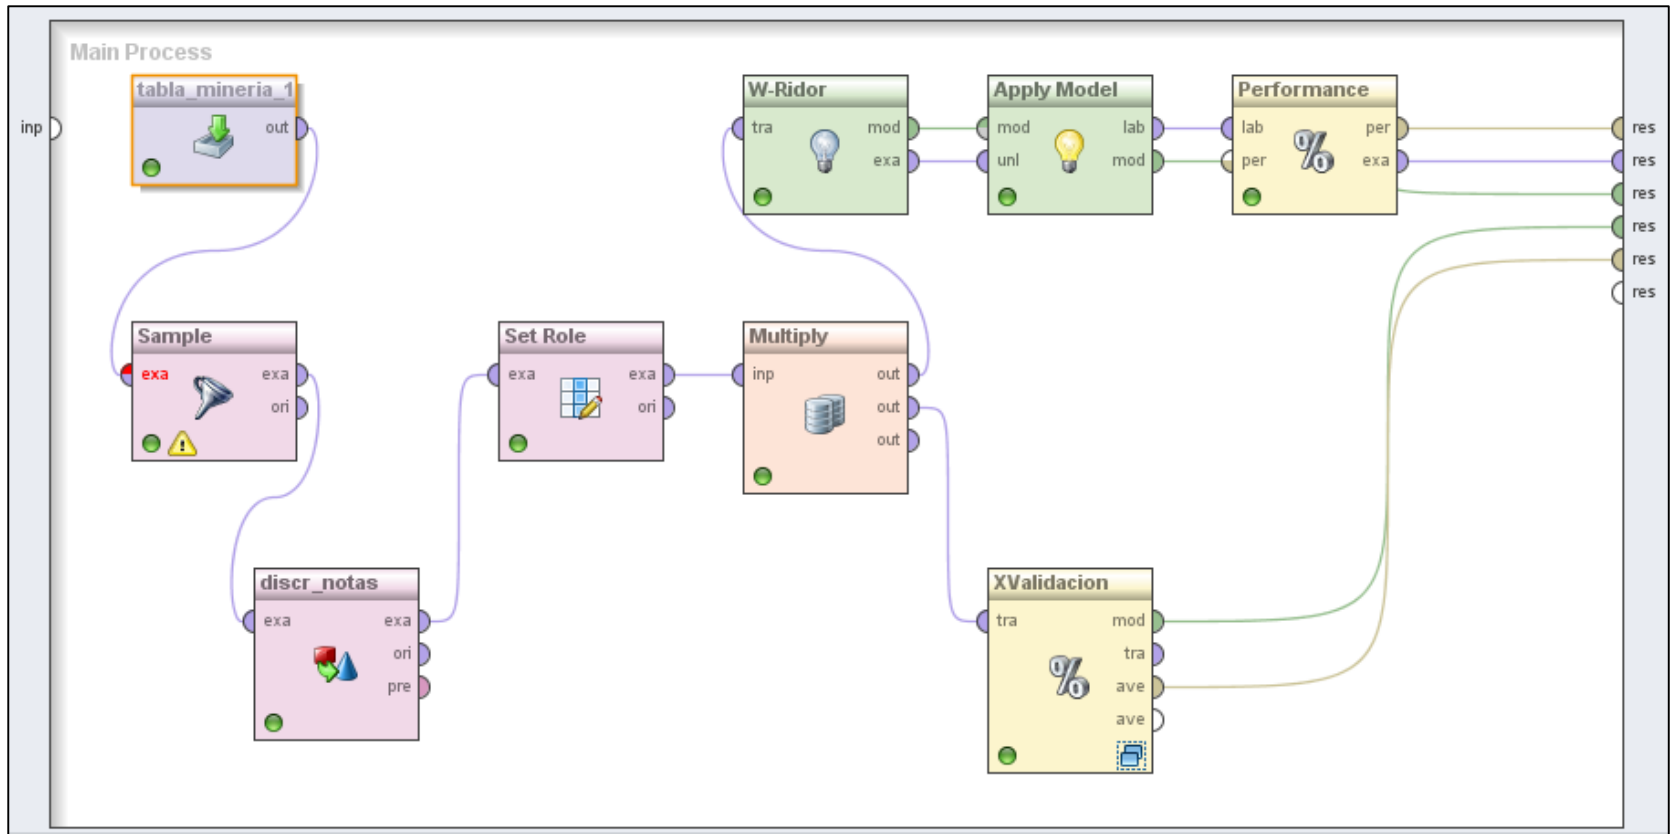 Main Process
tabla_mineria_1
inp
out
W-Ridor
tra
mod
exa
Apply Model
mod
lab
unl
mod
Performance
lab
per
per
exa
res
res
res
res
res
res
Sample
exa
exa
ori
Set Role
exa
exa
ori
Multiply
inp
out
out
out
discr_notas
exa
exa
ori
pre
XValidacion
tra
mod
tra
ave
ave